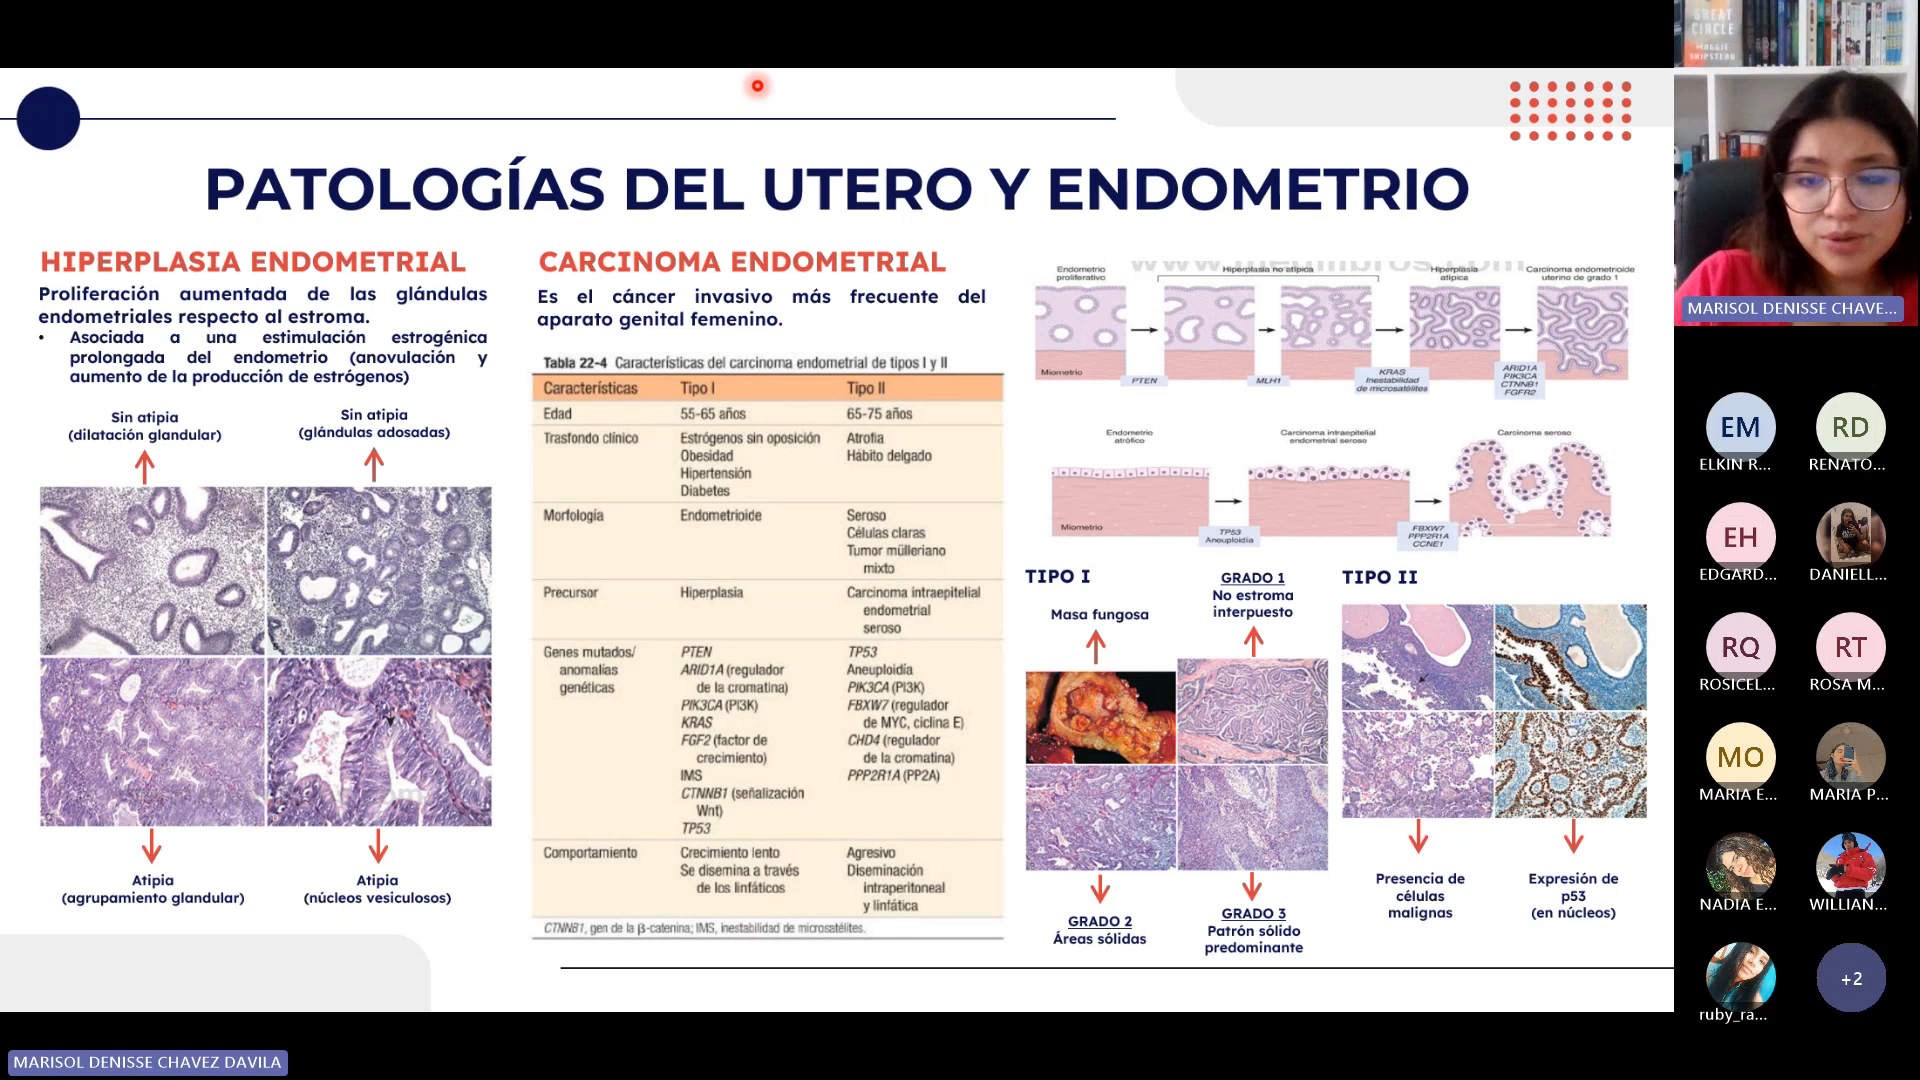 PATOLOGÍAS DEL UTERO Y ENDOMETRIO
HIPERPLASIA ENDOMETRIAL
Proliferación aumentada de las glándulas
endometriales respecto al estroma.
• Asociada a una estimulación estrogénica
prolongada del endometrio (anovulación y
aumento de la producción de estrógenos)
Sin atipia
(dilatación glandular)
Sin atipia
(glándulas adosadas)
Atipia
(agrupamiento glandular)
Atipia
(núcleos vesiculosos)
CARCINOMA ENDOMETRIAL
Es el cáncer invasivo más frecuente del
aparato genital femenino.
Tabla 22-4 Características del carcinoma endometrial de tipos I y II
Características Tipo I Tipo II
Edad 55-65 años 65-75 años
Trasfondo clínico Estrógenos sin oposición Atrofia
Obesidad Hábito delgado
Hipertensión
Diabetes
Morfología Endometrioide Seroso
Células claras
Tumor mülleriano
mixto
Precursor Hiperplasia Carcinoma intraepitelial
endometrial
seroso
Genes mutados/ PTEN TP53
anomalías ARID1A (regulador Aneuploidía
genéticas de la cromatina) PIK3CA (PI3K)
PIK3CA (PI3K) FBXW7 (regulador
KRAS de MYC, ciclina E)
FGF2 (factor de CHD4 (regulador
crecimiento) de la cromatina)
IMS PPP2R1A (PP2A)
CTNNB1 (señalización
Wnt)
TP53
Comportamiento Crecimiento lento Agresivo
Se disemina a través Diseminación
de los linfáticos intraperitoneal
y linfática
CTNNB1, gen de la β-catenina; IMS, inestabilidad de microsatélites.
Endometrio
proliferativo
Hiperplasia no atípica
Hiperplasia
atípica
Carcinoma endometrioide
uterino de grado 1
Miometrio
PTEN
MLH1
KRAS
Inestabilidad
de microsatélites
ARID1A
PIK3CA
CTNNB1
FGFR2
Endometrio
atrófico
Carcinoma intraepitelial
endometrial seroso
Carcinoma seroso
Miometrio
TP53
Aneuploidía
FBXW7
PPP2R1A
CCNE1
TIPO I
Masa fungosa
GRADO 1
No estroma
interpuesto
GRADO 2
Áreas sólidas
GRADO 3
Patrón sólido
predominante
TIPO II
Presencia de
células
malignas
Expresión de
p53
(en núcleos)
GREAT
CIRCLE
MAGGIE
SHIPSTEAD
MARISOL DENISSE CHAVE...
EM
ELKIN R...
RD
RENATO...
EH
EDGARD...
DANIELL...
RQ
ROSICEL...
RT
ROSA M...
MO
MARIA E...
MARIA P...
NADIA E...
WILLIAN...
ruby_ra...
+2
MARISOL DENISSE CHAVEZ DAVILA